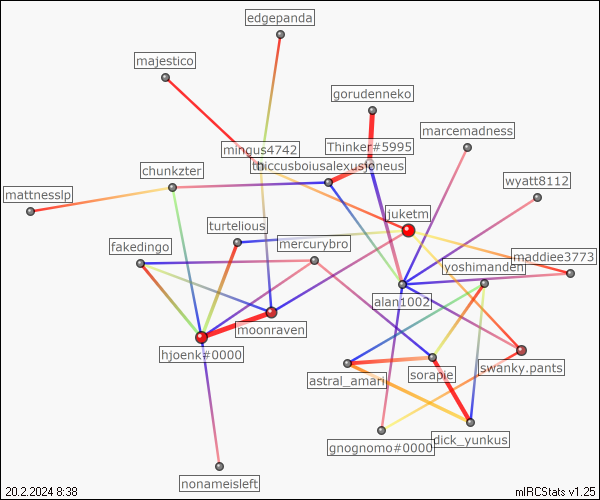 edgepanda
majestico
gorudenneko
marcemadness
mingus4742
Thinker#5995
thiccusboiusalexusjoneus
chunkzter
wyatt8112
mattnesslp
juketm
turtelious
fakedingo
mercurybro
maddiee3773
yoshimanden
alan1002
moonraven
hjoenk#0000
swanky.pants
astral_amari
sorapie
dick_yunkus
gnognomo#0000
nonameisleft
20.2.2024 8:38
mIRCStats v1.25